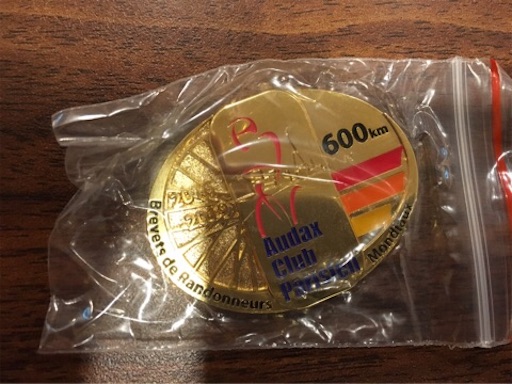 600km
Audax
Club
Parisien
Brevets de Randonneurs
Mondiaux